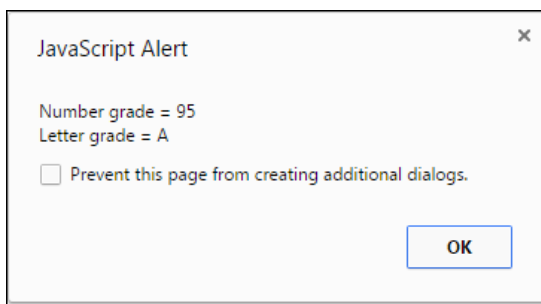 JavaScript Alert
Number grade = 95
Letter grade = A
Prevent this page from creating additional dialogs.
OK